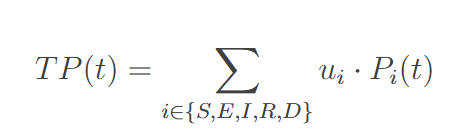 TP(t) = ∑_{i∈{S,E,I,R,D}} u_i · P_i(t)